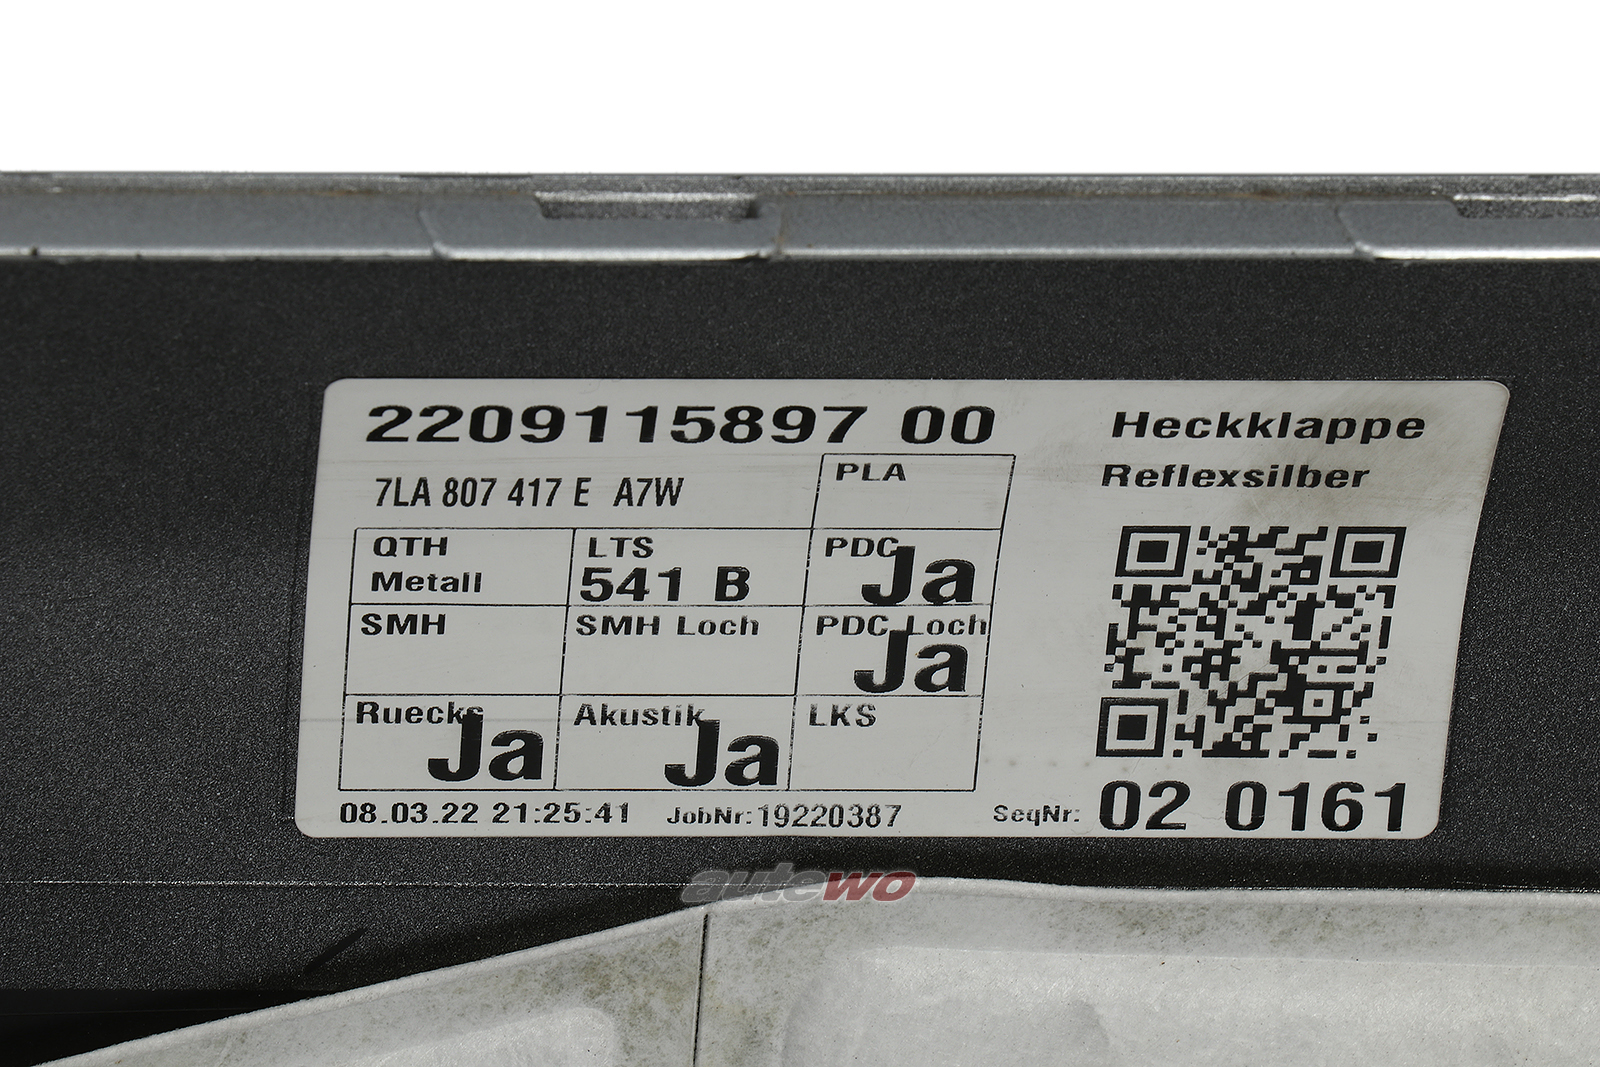 2209115897 00
Heckklappe
7LA 807 417 E A7W
PLA
Reflexsilber
QTH
Metall
LTS
541 B
PDC
Ja
SMH
SMH Loch
PDC Loch
Ja
Ruecks
Ja
Akustik
Ja
LKS
08.03.22 21:25:41
JobNr:19220387
SeqNr: 02 0161
autewo